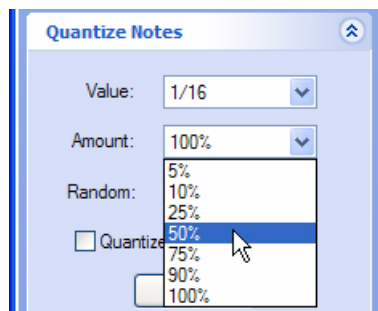 Quantize Notes
Value: 1/16
Amount: 100%
5%
Random: 10%
25%
Quantize 50%
75%
90%
100%